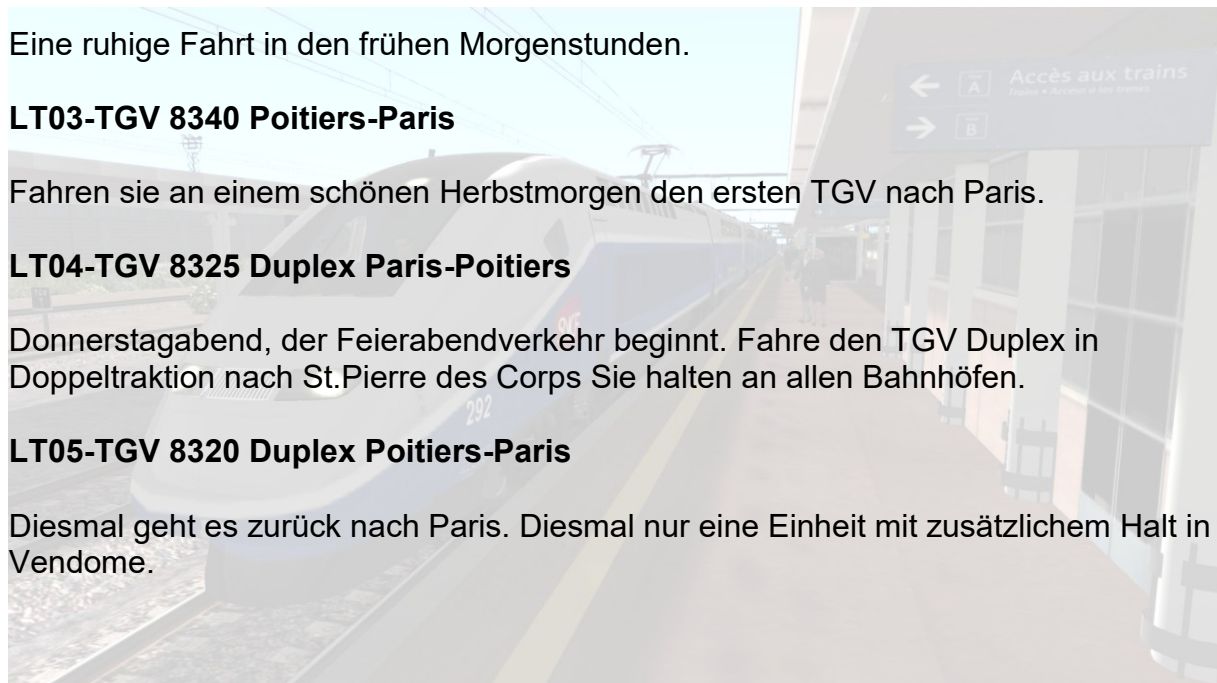 Eine ruhige Fahrt in den frühen Morgenstunden.
LT03-TGV 8340 Poitiers-Paris
Fahren sie an einem schönen Herbstmorgen den ersten TGV nach Paris.
LT04-TGV 8325 Duplex Paris-Poitiers
Donnerstagabend, der Feierabendverkehr beginnt. Fahre den TGV Duplex in
Doppeltraktion nach St.Pierre des Corps Sie halten an allen Bahnhöfen.
LT05-TGV 8320 Duplex Poitiers-Paris
Diesmal geht es zurück nach Paris. Diesmal nur eine Einheit mit zusätzlichem Halt in
Vendome.
A Accès aux trains
B
292